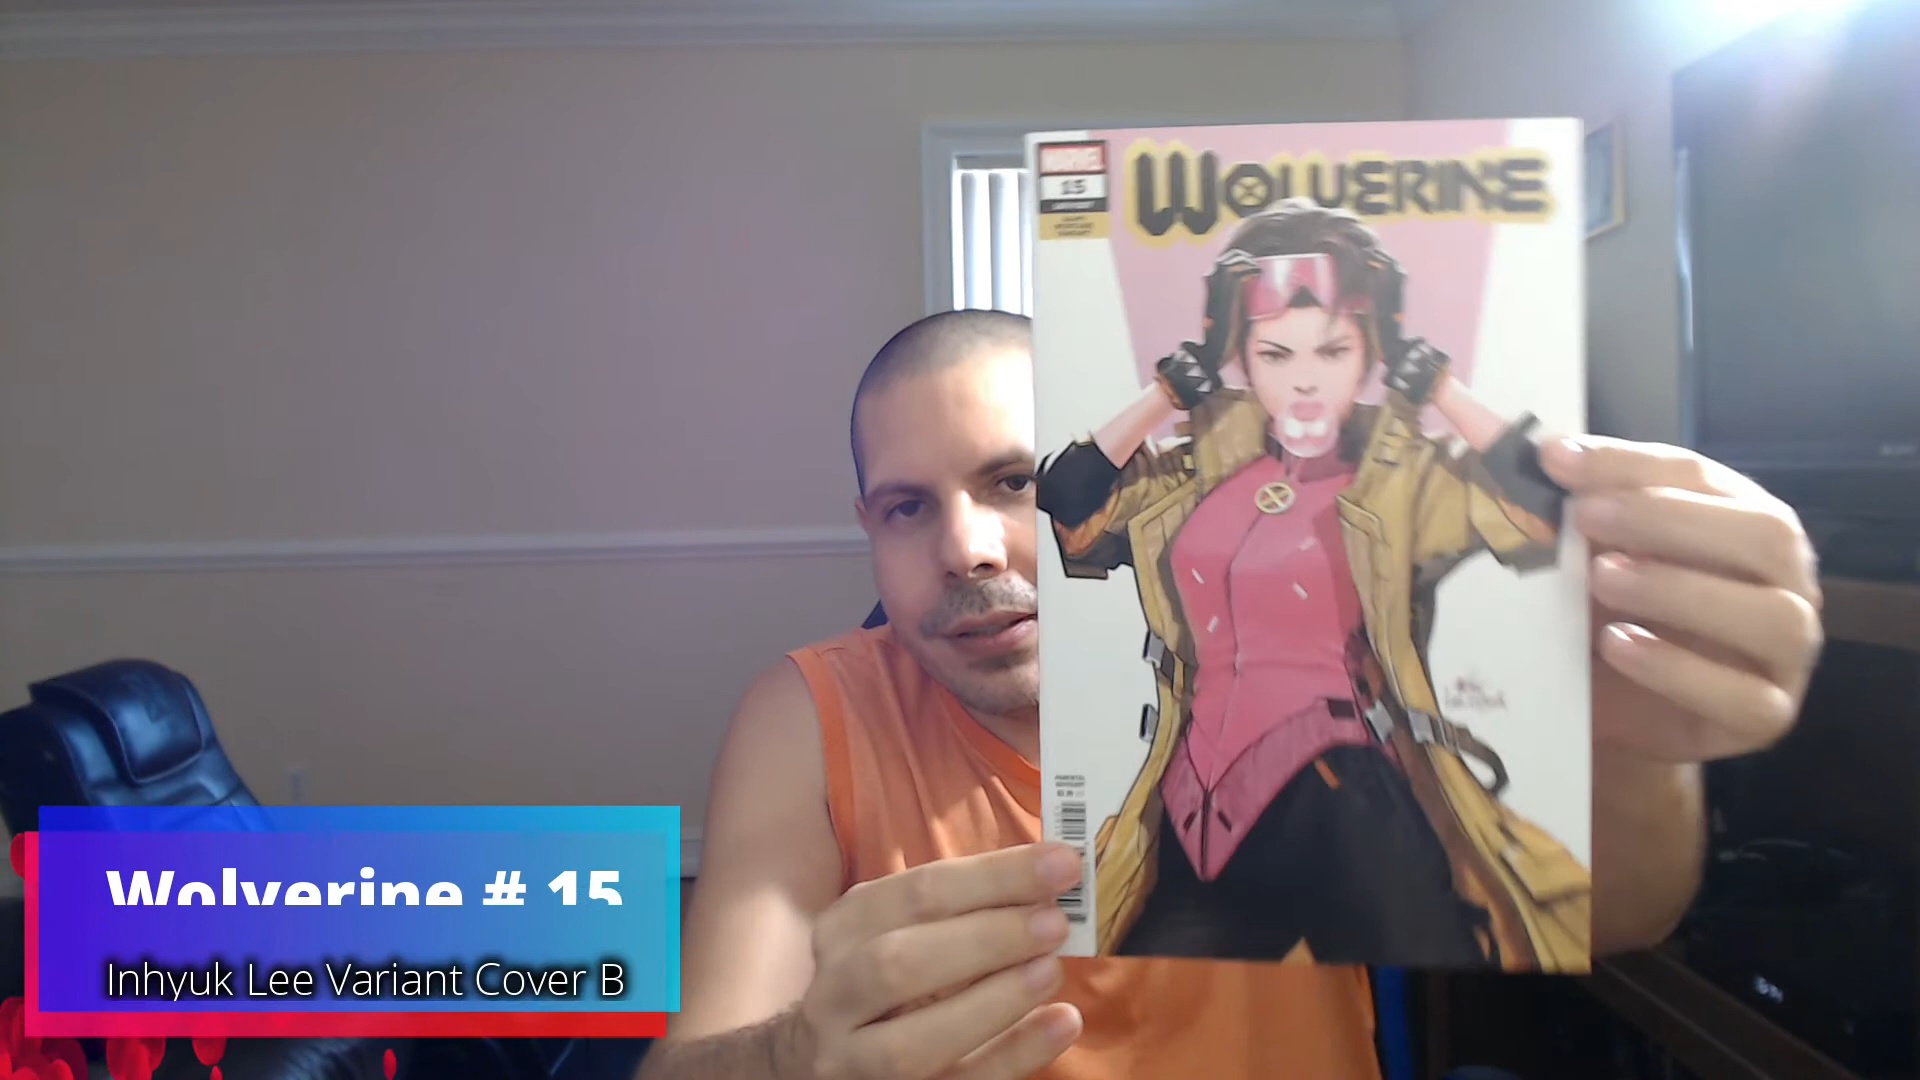 MARVEL
15
WOLVERINE
Wolverine # 15
Inhyuk Lee Variant Cover B